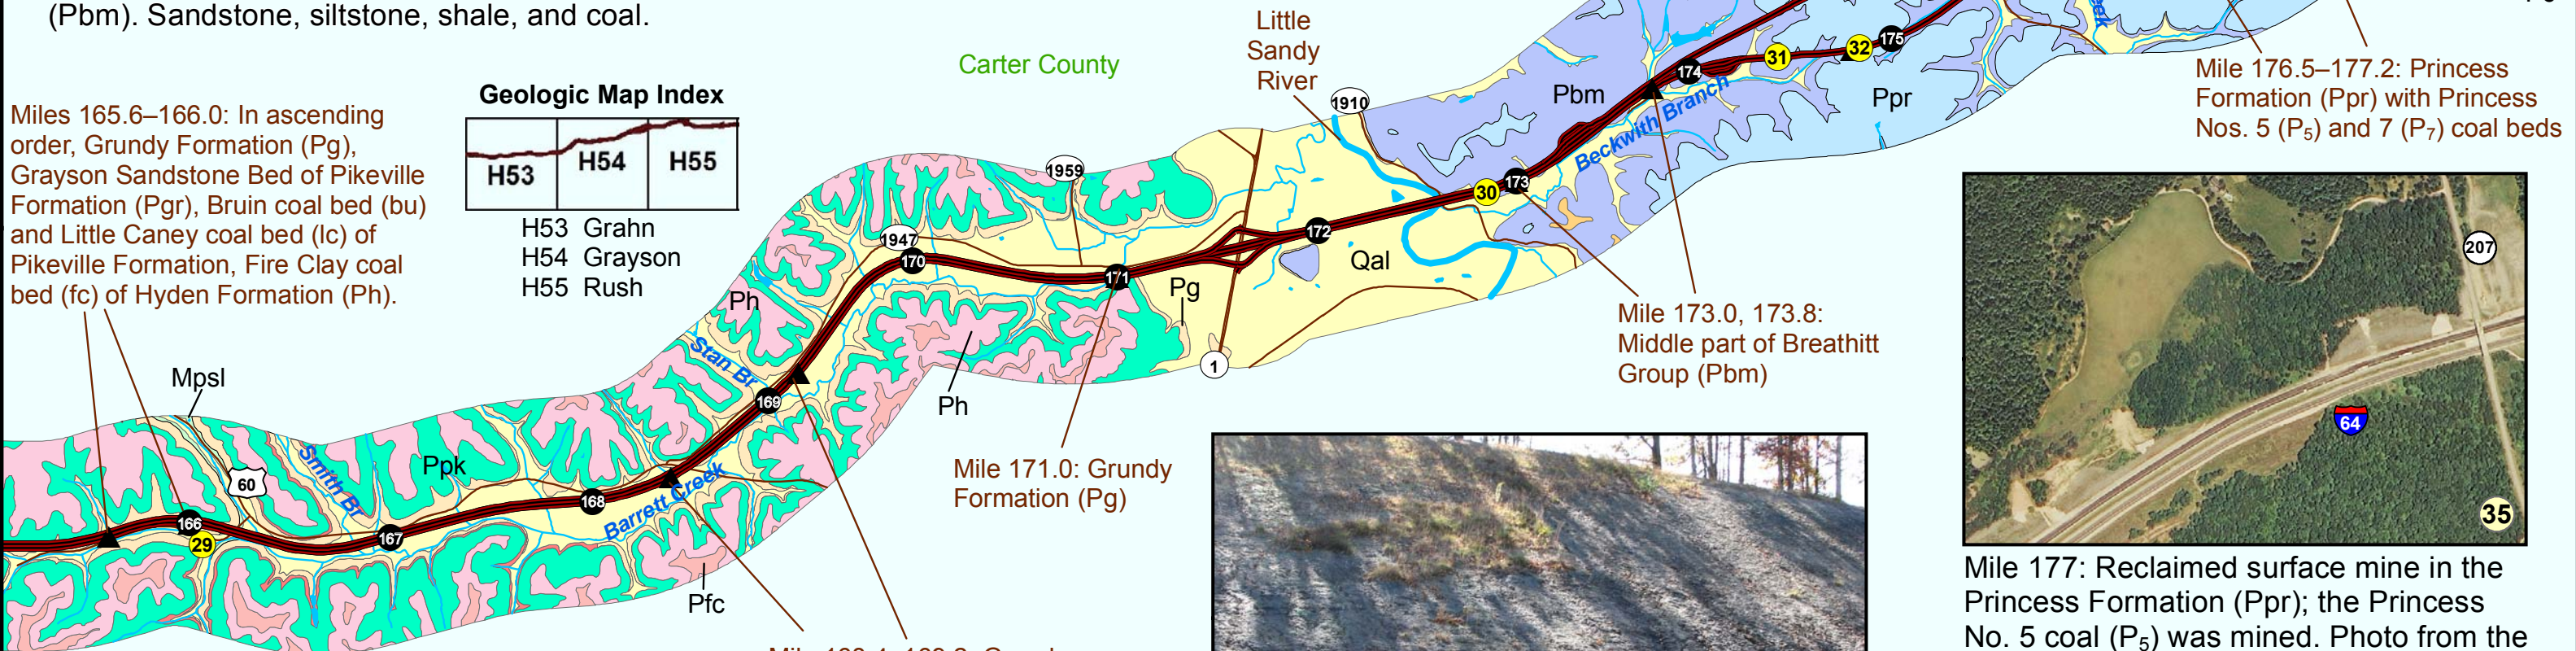 (Pbm). Sandstone, siltstone, shale, and coal.
Miles 165.6–166.0: In ascending
order, Grundy Formation (Pg),
Grayson Sandstone Bed of Pikeville
Formation (Pgr), Bruin coal bed (bu)
and Little Caney coal bed (lc) of
Pikeville Formation, Fire Clay coal
bed (fc) of Hyden Formation (Ph).
Geologic Map Index
H53
H54
H55
H53 Grahn
H54 Grayson
H55 Rush
Carter County
Little
Sandy
River
1910
1959
1947
1
60
Mpsl
Smith Br
Ppk
Stan Br
Ph
Barrett Creek
Pfc
Ph
Pg
Qal
Pbm
Ppr
Beckwith Branch
166
29
167
168
169
170
171
172
30
173
174
31
32
175
Mile 171.0: Grundy
Formation (Pg)
Mile 173.0, 173.8:
Middle part of Breathitt
Group (Pbm)
Mile 176.5–177.2: Princess
Formation (Ppr) with Princess
Nos. 5 (P5) and 7 (P7) coal beds
207
64
35
Mile 177: Reclaimed surface mine in the
Princess Formation (Ppr); the Princess
No. 5 coal (P5) was mined. Photo from the